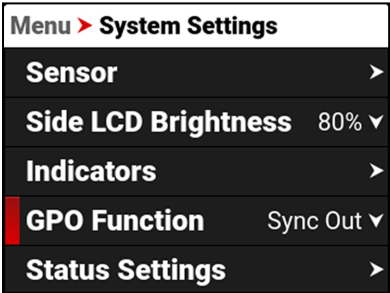 Menu > System Settings
Sensor
Side LCD Brightness 80%
Indicators
GPO Function Sync Out
Status Settings